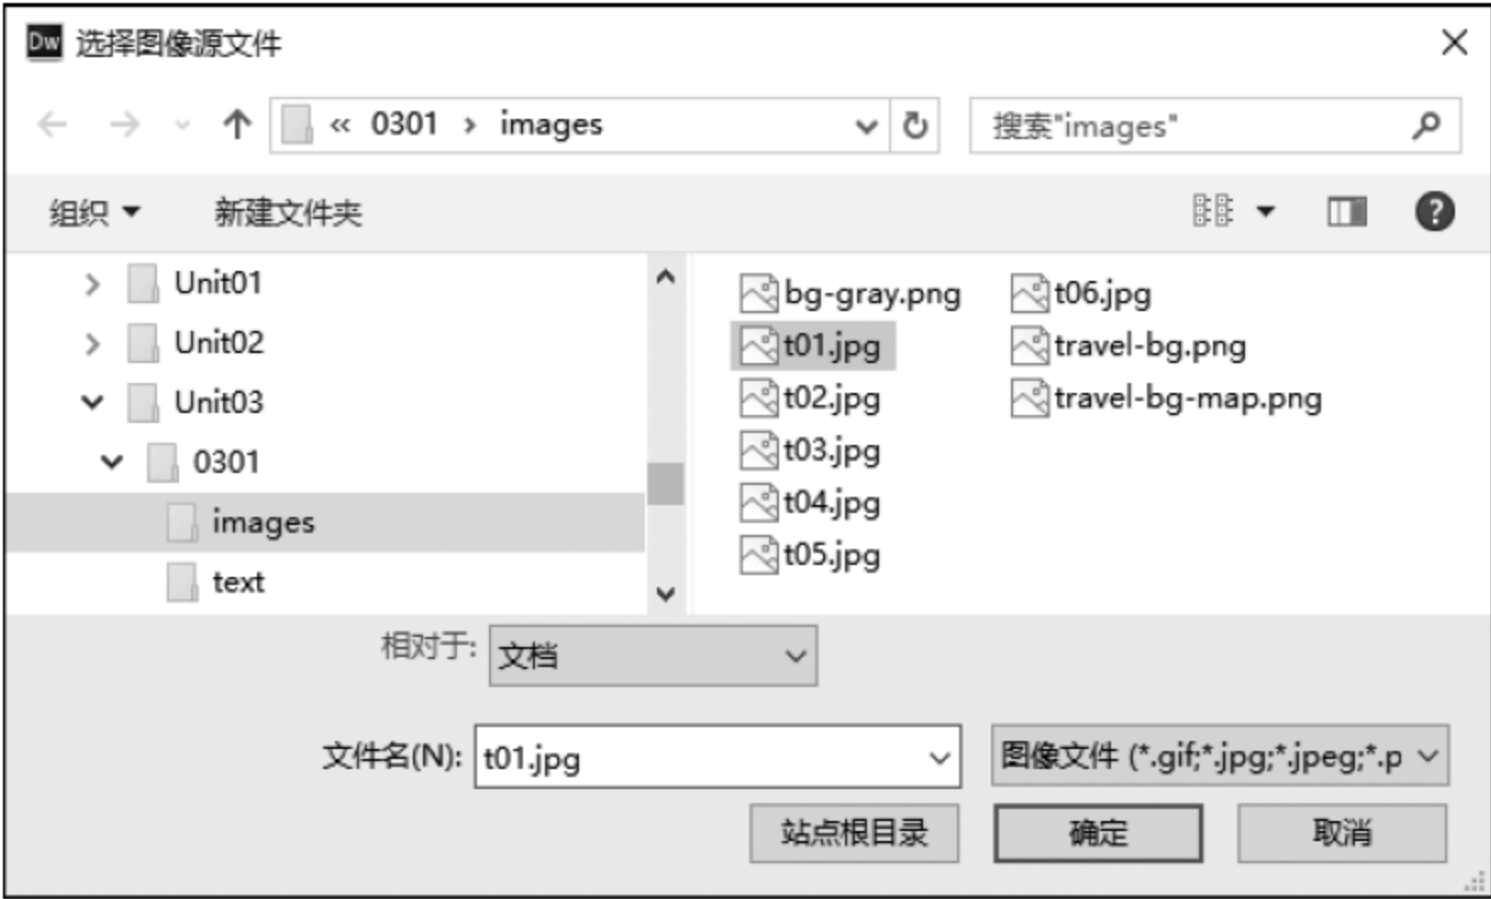 Dw 选择图像源文件
« 0301 › images
搜索"images"
组织 新建文件夹
Unit01
Unit02
Unit03
0301
images
text
bg-gray.png
t01.jpg
t02.jpg
t03.jpg
t04.jpg
t05.jpg
t06.jpg
travel-bg.png
travel-bg-map.png
相对于: 文档
文件名(N): t01.jpg 图像文件 (*.gif;*.jpg;*.jpeg;*.p
站点根目录 确定 取消